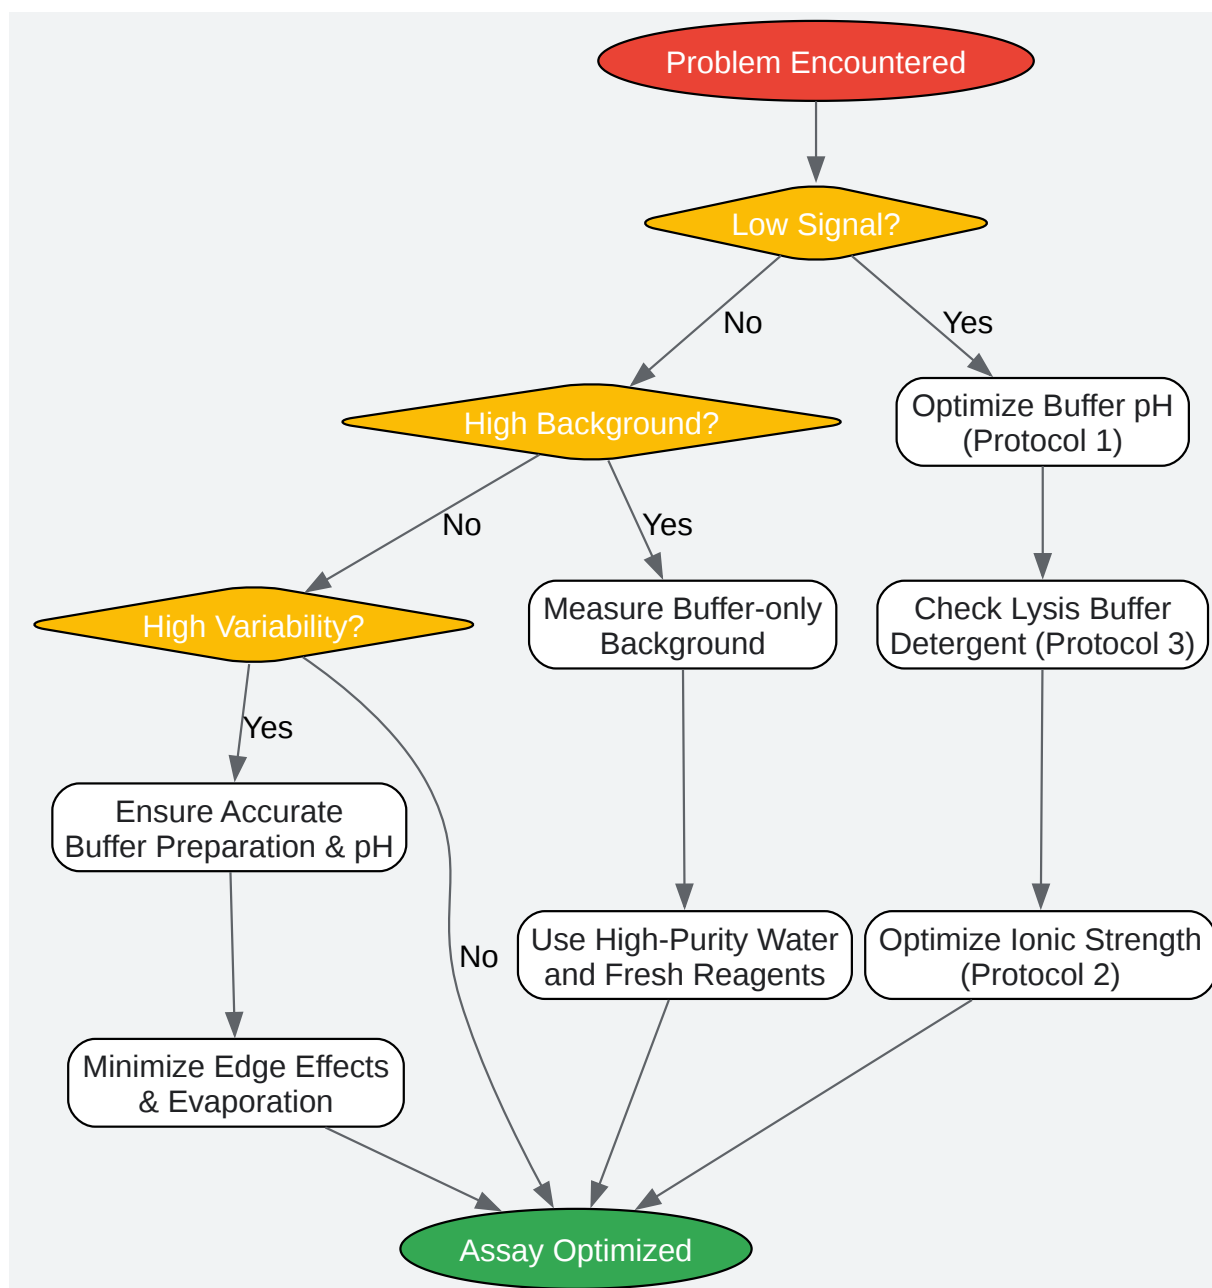 Problem Encountered
Low Signal?
No
Yes
Optimize Buffer pH
(Protocol 1)
High Background?
No
Yes
Measure Buffer-only
Background
Check Lysis Buffer
Detergent (Protocol 3)
High Variability?
Yes
Ensure Accurate
Buffer Preparation & pH
No
Use High-Purity Water
and Fresh Reagents
Optimize Ionic Strength
(Protocol 2)
Minimize Edge Effects
& Evaporation
Assay Optimized